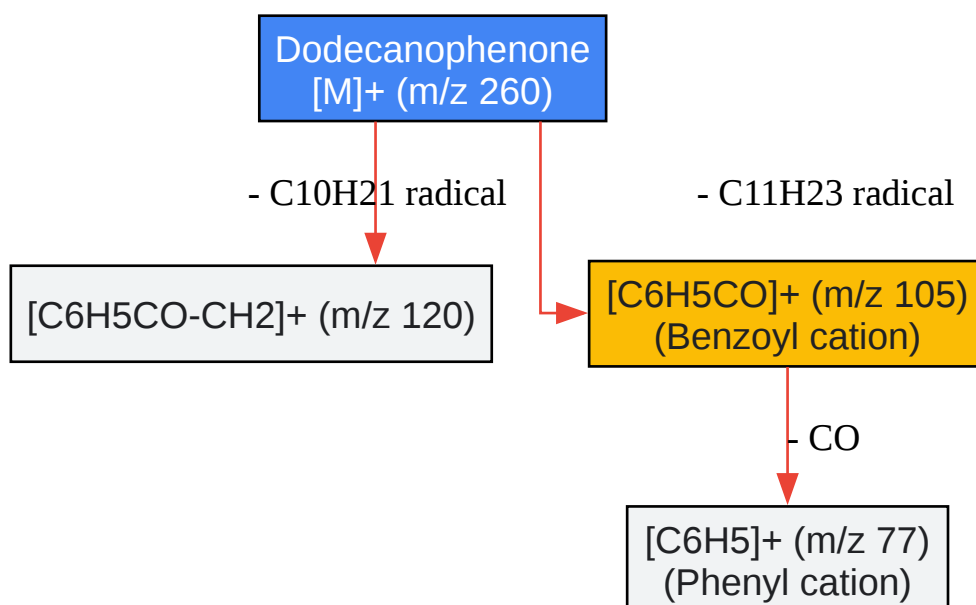 Dodecanophenone
[M]+ (m/z 260)
- C10H21 radical
- C11H23 radical
[C6H5CO-CH2]+ (m/z 120)
[C6H5CO]+ (m/z 105)
(Benzoyl cation)
- CO
[C6H5]+ (m/z 77)
(Phenyl cation)